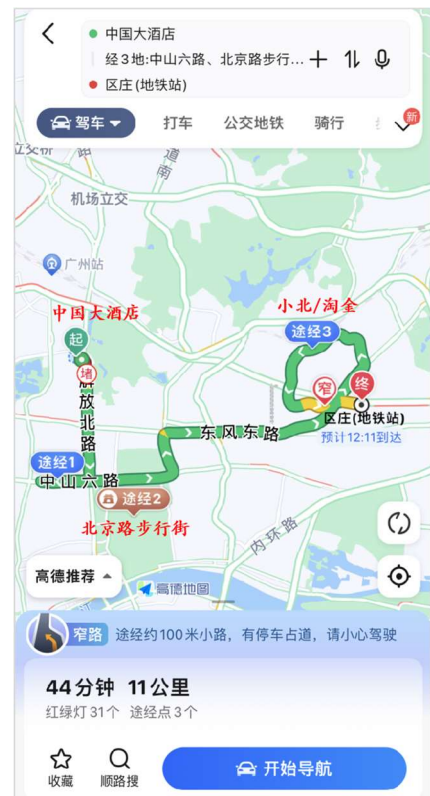 中国大酒店
经3地:中山六路、北京路步行...
区庄(地铁站)
驾车
打车
公交地铁
骑行
新
道
南
机场立交
广州站
中国大酒店
小北/淘金
途经3
起
堵
窄
终
解放北路
区庄(地铁站)
东风东路
预计12:11到达
途经1
中山六路
途经2
北京路步行街
内环路
高德推荐
高德地图
窄路
途经约100米小路，有停车占道，请小心驾驶
44分钟 11公里
红绿灯31个 途经点3个
收藏
顺路搜
开始导航